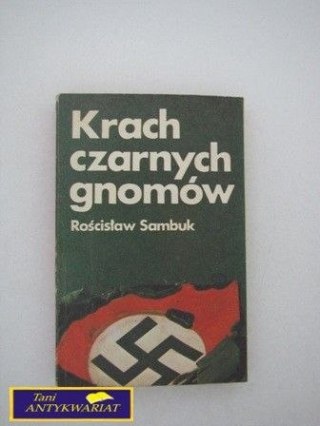 Krach
czarnych
gnomów
Rościsław Sambuk
Tani
ANTYKWARIAT